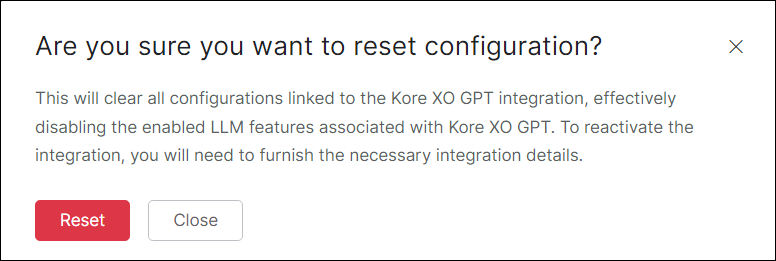 Are you sure you want to reset configuration?
This will clear all configurations linked to the Kore XO GPT integration, effectively
disabling the enabled LLM features associated with Kore XO GPT. To reactivate the
integration, you will need to furnish the necessary integration details.
Reset
Close